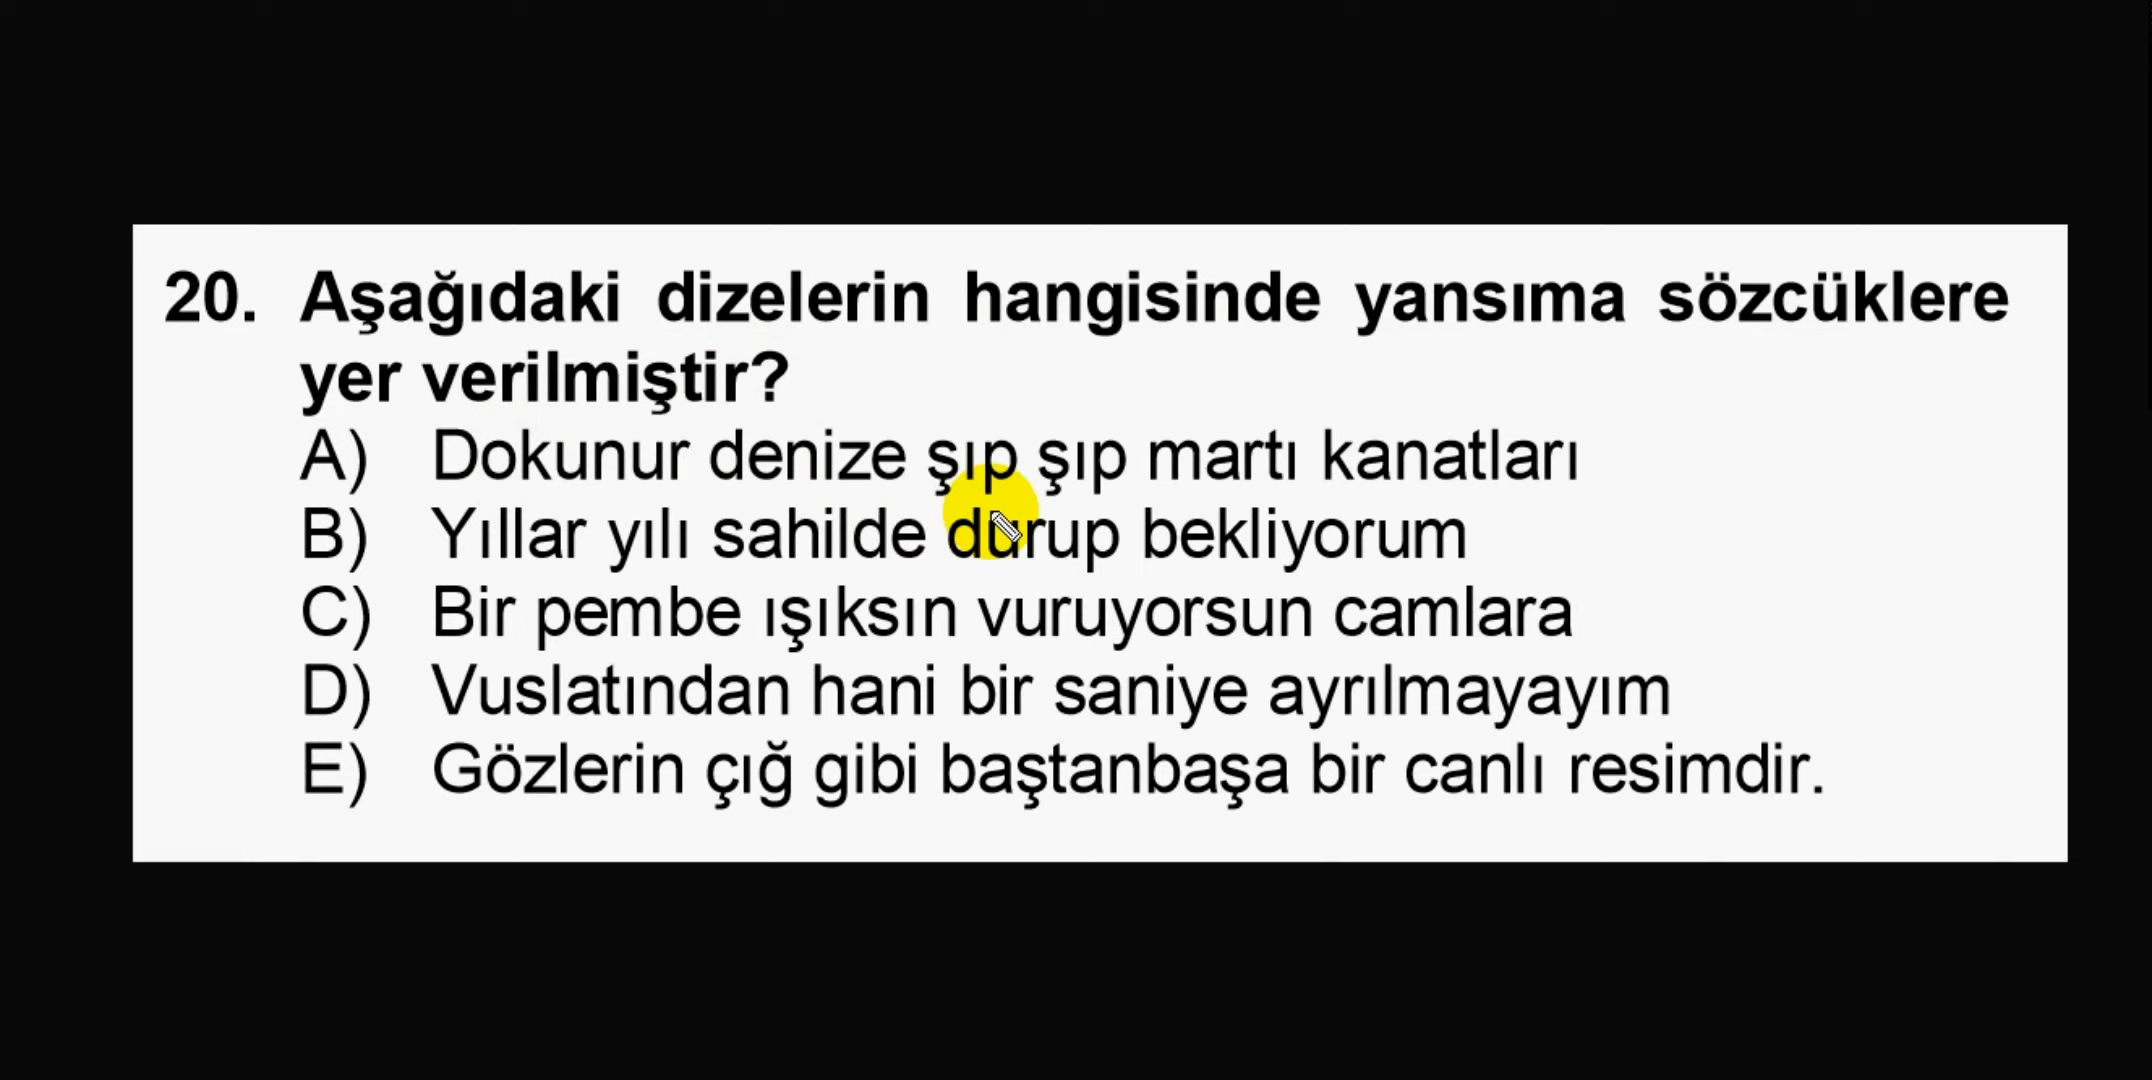 20. Aşağıdaki dizelerin hangisinde yansıma sözcüklere
yer verilmiştir?
A) Dokunur denize şıp şıp martı kanatları
B) Yıllar yılı sahilde durup bekliyorum
C) Bir pembe ışıksın vuruyorsun camlara
D) Vuslatından hani bir saniye ayrılmayayım
E) Gözlerin çığ gibi baştanbaşa bir canlı resimdir.